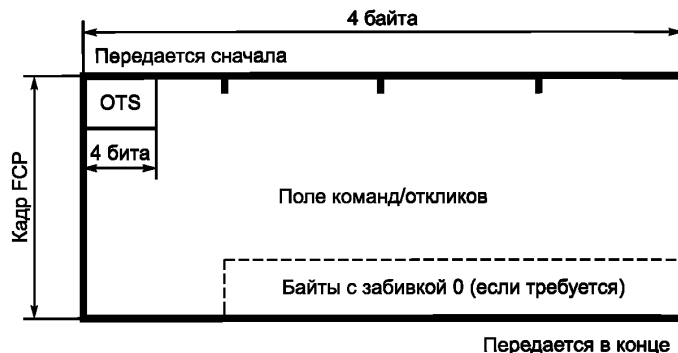 4 байта
Передается сначала
OTS
4 бита
Кадр FCP
Поле команд/откликов
Байты с забивкой 0 (если требуется)
Передается в конце